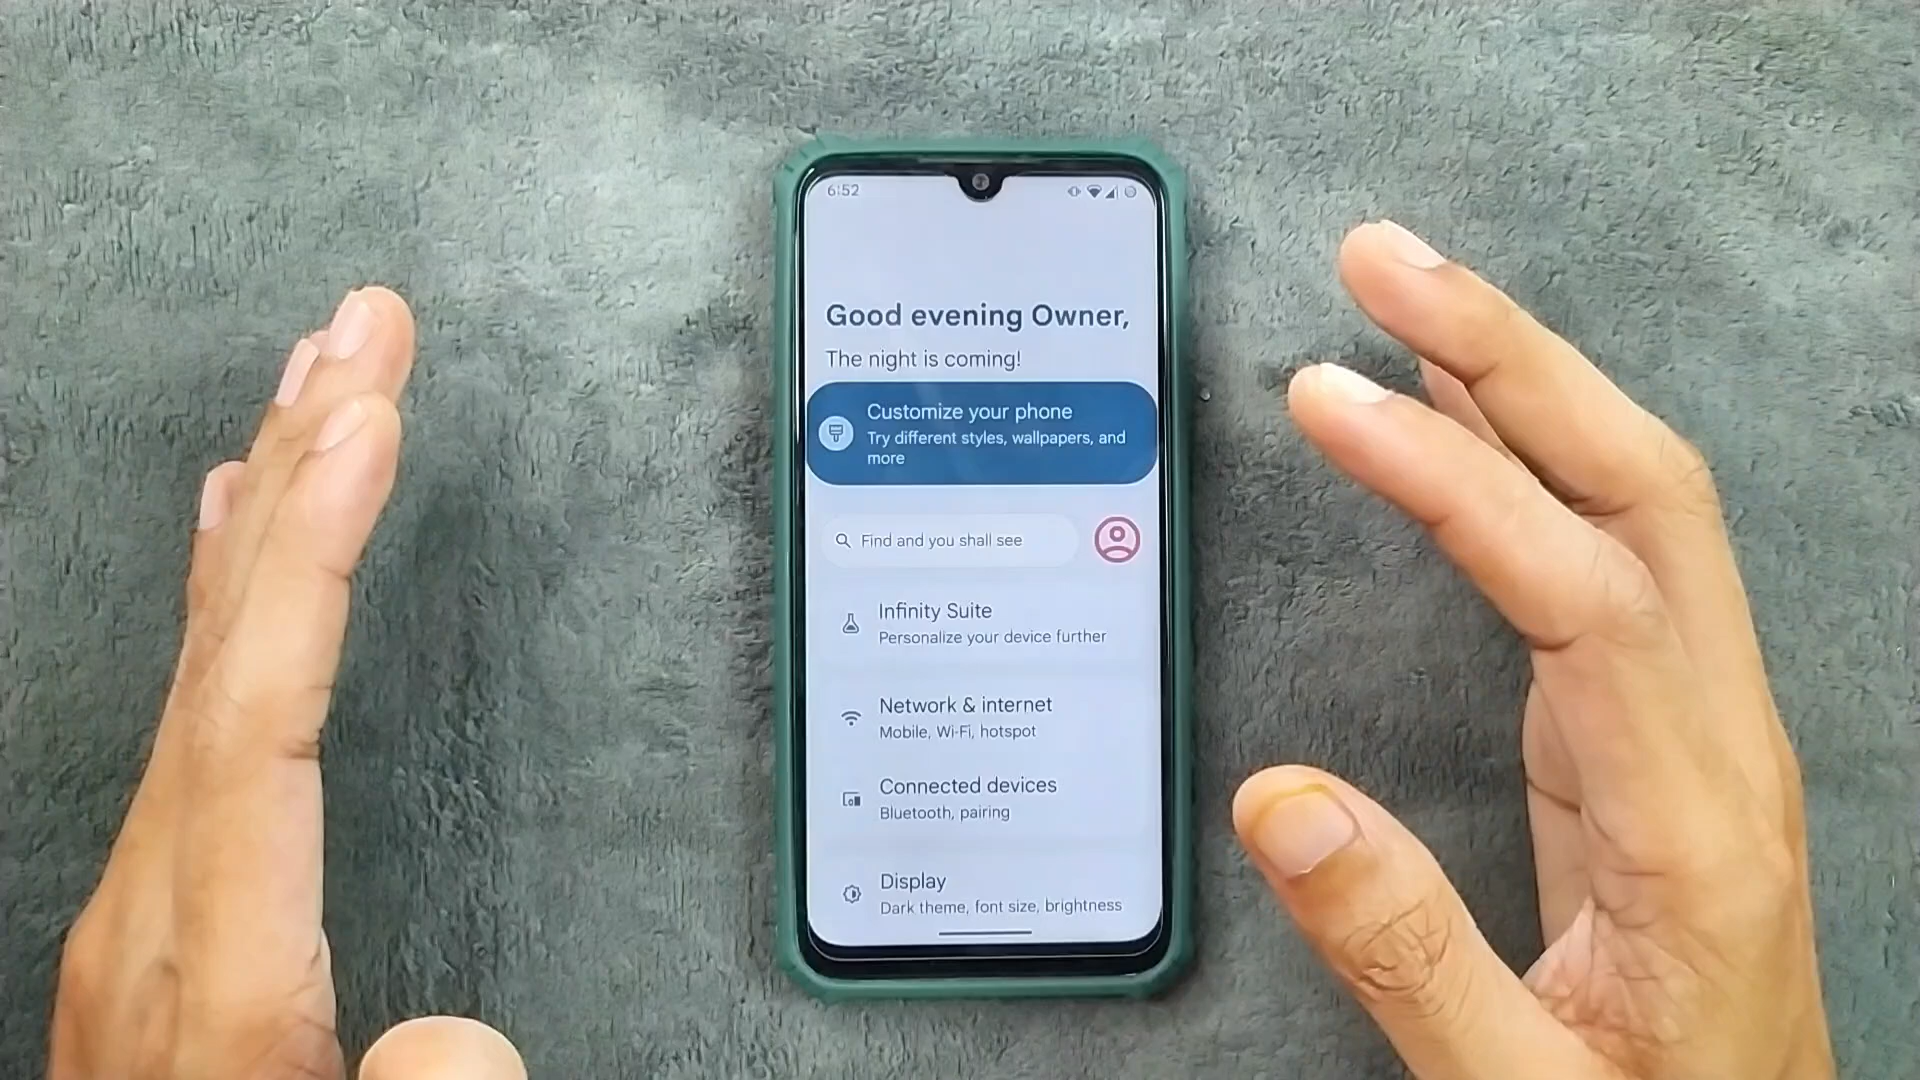 6:52
Good evening Owner,
The night is coming!
Customize your phone
Try different styles, wallpapers, and
more
Find and you shall see
Infinity Suite
Personalize your device further
Network & internet
Mobile, Wi-Fi, hotspot
Connected devices
Bluetooth, pairing
Display
Dark theme, font size, brightness